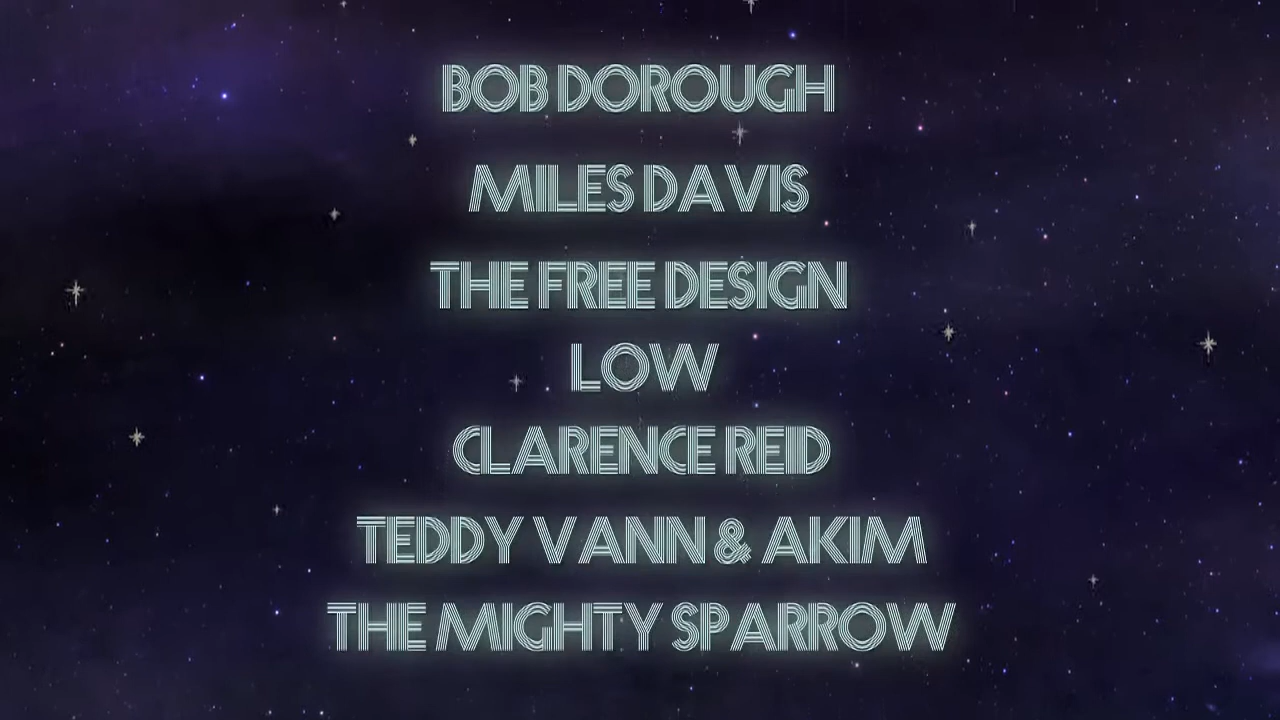 BOB DOROUGH
MILES DAVIS
THE FREE DESIGN
LOW
CLARENCE REID
TEDDY VANN & AKIM
THE MIGHTY SPARROW